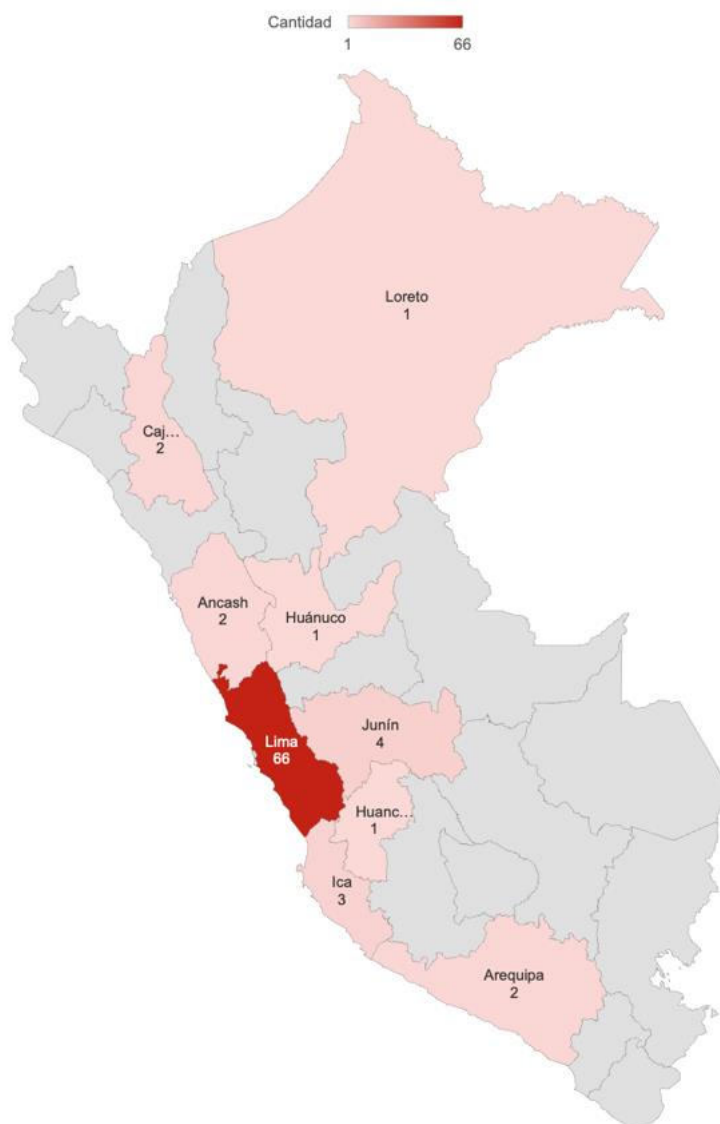 Cantidad
1 66
Loreto
1
Caj...
2
Ancash
2
Huánuco
1
Junín
4
Lima
66
Huanc...
1
Ica
3
Arequipa
2